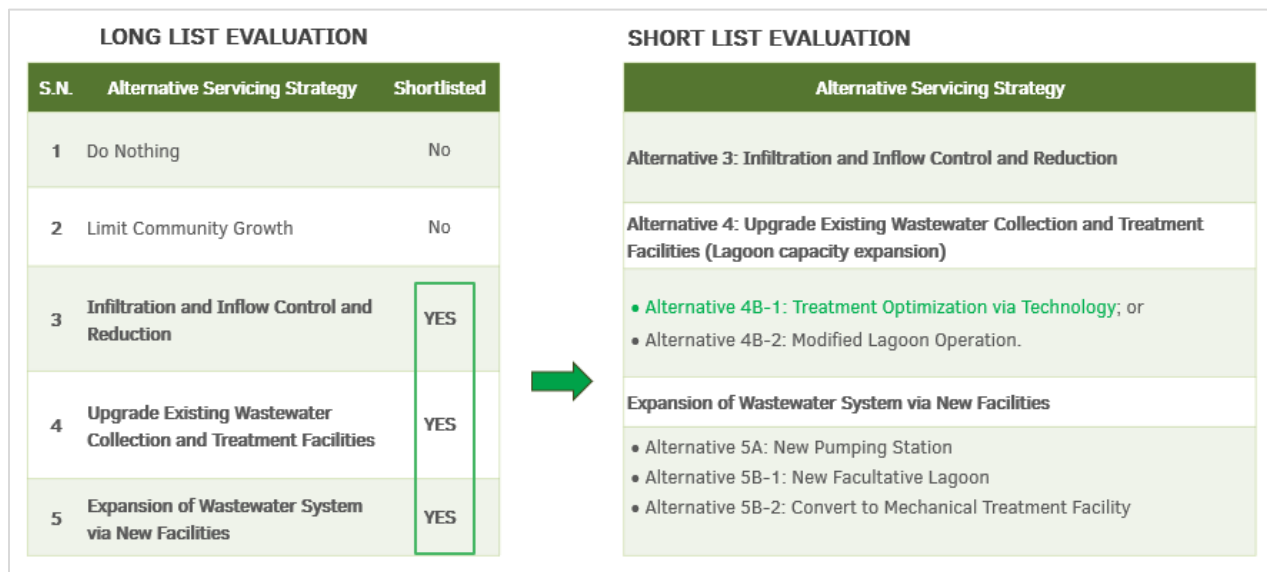 LONG LIST EVALUATION
S.N. Alternative Servicing Strategy Shortlisted
1 Do Nothing No
2 Limit Community Growth No
3 Infiltration and Inflow Control and
Reduction YES
4 Upgrade Existing Wastewater
Collection and Treatment Facilities YES
5 Expansion of Wastewater System
via New Facilities YES
SHORT LIST EVALUATION
Alternative Servicing Strategy
Alternative 3: Infiltration and Inflow Control and Reduction
Alternative 4: Upgrade Existing Wastewater Collection and Treatment
Facilities (Lagoon capacity expansion)
• Alternative 4B-1: Treatment Optimization via Technology; or
• Alternative 4B-2: Modified Lagoon Operation.
Expansion of Wastewater System via New Facilities
• Alternative 5A: New Pumping Station
• Alternative 5B-1: New Facultative Lagoon
• Alternative 5B-2: Convert to Mechanical Treatment Facility